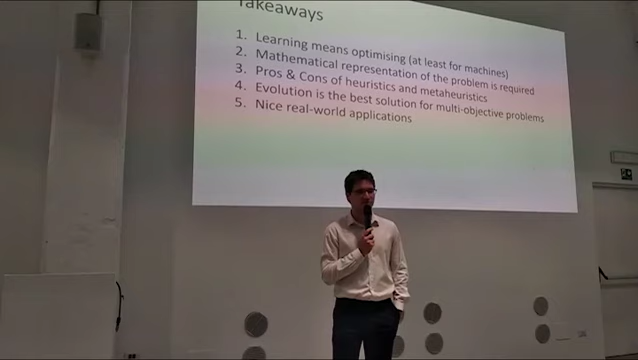 Takeaways
1. Learning means optimising (at least for machines)
2. Mathematical representation of the problem is required
3. Pros & Cons of heuristics and metaheuristics
4. Evolution is the best solution for multi-objective problems
5. Nice real-world applications